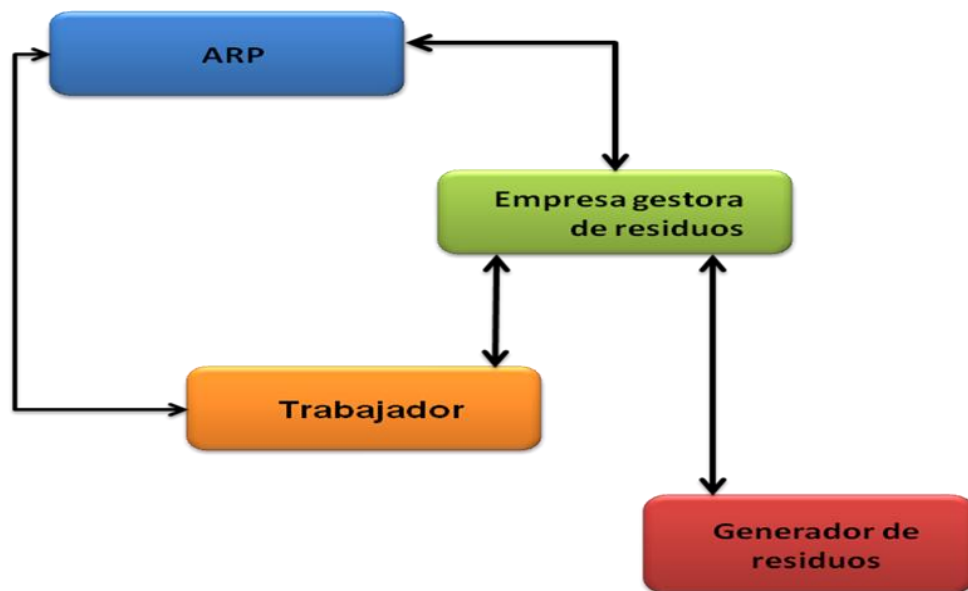 ARP
Empresa gestora
de residuos
Trabajador
Generador de
residuos